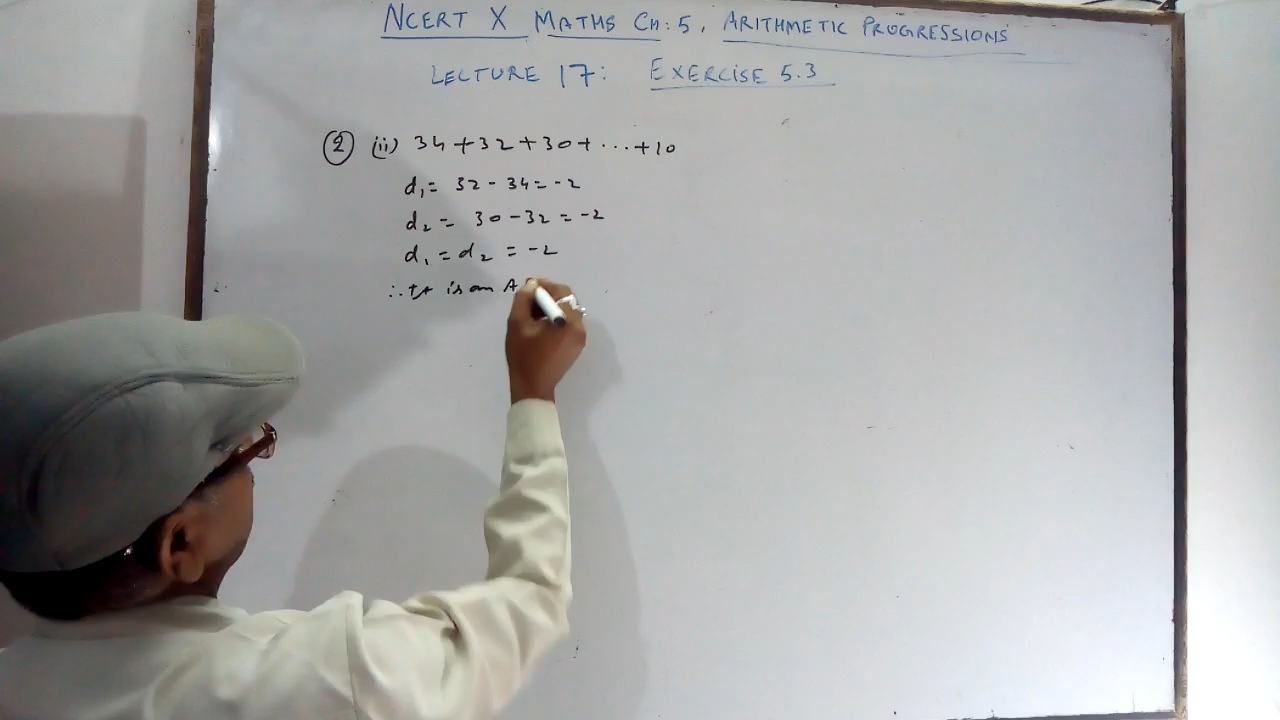 NCERT X MATHS CH: 5, ARITHMETIC PROGRESSIONS
LECTURE 17: EXERCISE 5.3
② (ii) 34+32+30+...+10
d₁= 32-34=-2
d₂ = 30-32 = -2
d₁ = d₂ = -2
∴ It is an A